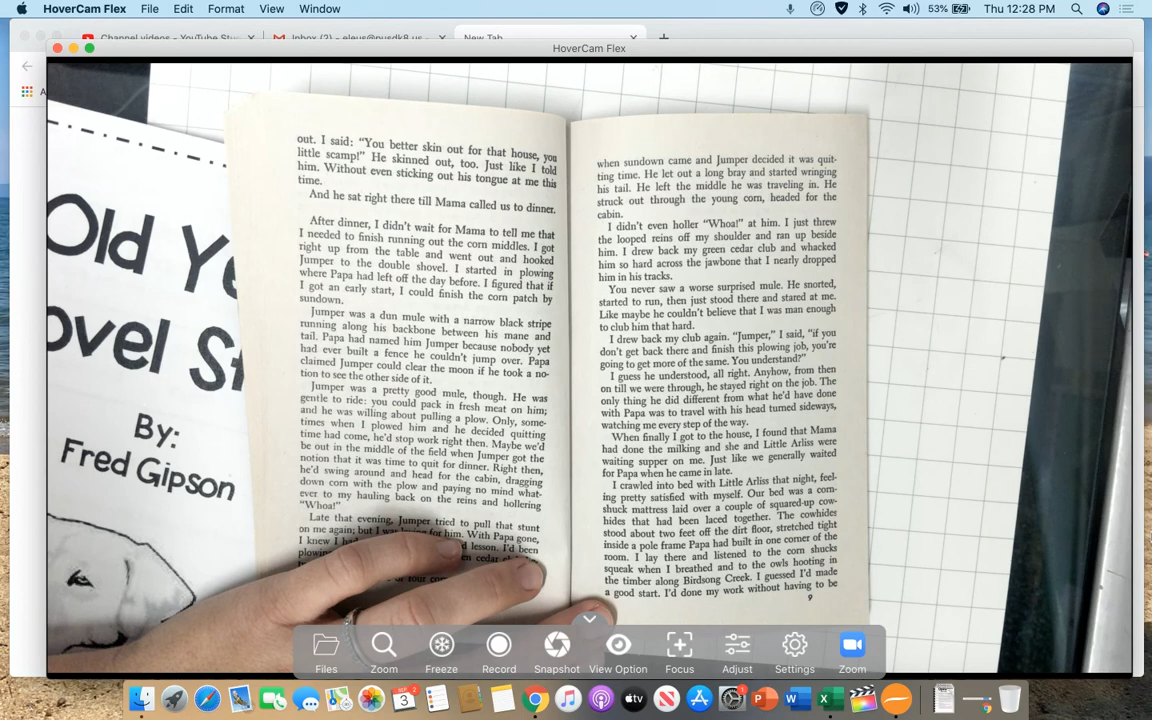 HoverCam Flex File Edit Format View Window 53% Thu 12:28 PM
Channel videos - YouTube Stu Inbox (2) - New Tab
HoverCam Flex
Old
ovel St
By:
Fred Gipson
out. I said: “You better skin out for that house, you
little scamp!” He skinned out, too. Just like I told
him. Without even sticking out his tongue at me this
time.
And he sat right there till Mama called us to dinner.
After dinner, I didn’t wait for Mama to tell me that
I needed to finish running out the corn middles. I got
right up from the table and went out and hooked
Jumper to the double shovel. I started in plowing
where Papa had left off the day before. I figured that if
I got an early start, I could finish the corn patch by
sundown.
Jumper was a dun mule with a narrow black stripe
running along his backbone between his mane and
tail. Papa had named him Jumper because nobody yet
had ever built a fence he couldn’t jump over. Papa
claimed Jumper could clear the moon if he took a no-
tion to see the other side of it.
Jumper was a pretty good mule, though. He was
gentle to ride; you could pack in fresh meat on him;
and he was willing about pulling a plow. Only, some-
times when I plowed him and he decided quitting
time had come, he’d stop work right then. Maybe we’d
be out in the middle of the field when Jumper got the
notion that it was time to quit for dinner. Right then,
he’d swing around and head for the cabin, dragging
down corn with the plow and paying no mind what-
ever to my hauling back on the reins and hollering
“Whoa!”
Late that evening, Jumper tried to pull that stunt
on me again; but I was laying for him. With Papa gone,
I knew I had lesson. I’d been
plowing cedar
of four
when sundown came and Jumper decided it was quit-
ting time. He let out a long bray and started wringing
his tail. He left the middle he was traveling in. He
struck out through the young corn, headed for the
cabin.
I didn’t even holler “Whoa!” at him. I just threw
the looped reins off my shoulder and ran up beside
him. I drew back my green cedar club and whacked
him so hard across the jawbone that I nearly dropped
him in his tracks.
You never saw a worse surprised mule. He snorted,
started to run, then just stood there and stared at me.
Like maybe he couldn’t believe that I was man enough
to club him that hard.
I drew back my club again. “Jumper,” I said, “if you
don’t get back there and finish this plowing job, you’re
going to get more of the same. You understand?”
I guess he understood, all right. Anyhow, from then
on till we were through, he stayed right on the job. The
only thing he did different from what he’d have done
with Papa was to travel with his head turned sideways,
watching me every step of the way.
When finally I got to the house, I found that Mama
had done the milking and she and Little Arliss were
waiting supper on me. Just like we generally waited
for Papa when he came in late.
I crawled into bed with Little Arliss that night, feel-
ing pretty satisfied with myself. Our bed was a corn-
shuck mattress laid over a couple of squared-up cow-
hides that had been laced together. The cowhides
stood about two feet off the dirt floor, stretched tight
inside a pole frame Papa had built in one corner of the
room. I lay there and listened to the corn shucks
squeak when I breathed and to the owls hooting in
the timber along Birdsong Creek. I guessed I’d made
a good start. I’d done my work without having to be
9
Files Zoom Freeze Record Snapshot View Option Focus Adjust Settings Zoom
SEP 3
tv